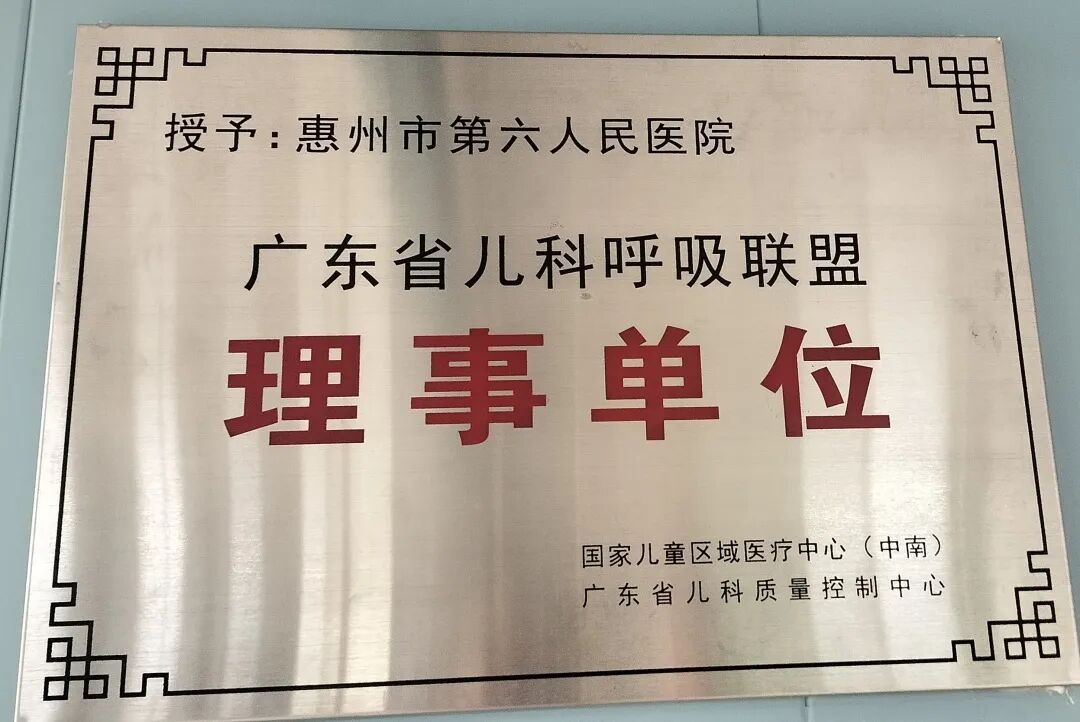 授予：惠州市第六人民医院
广东省儿科呼吸联盟
理事单位
国家儿童区域医疗中心（中南）
广东省儿科质量控制中心